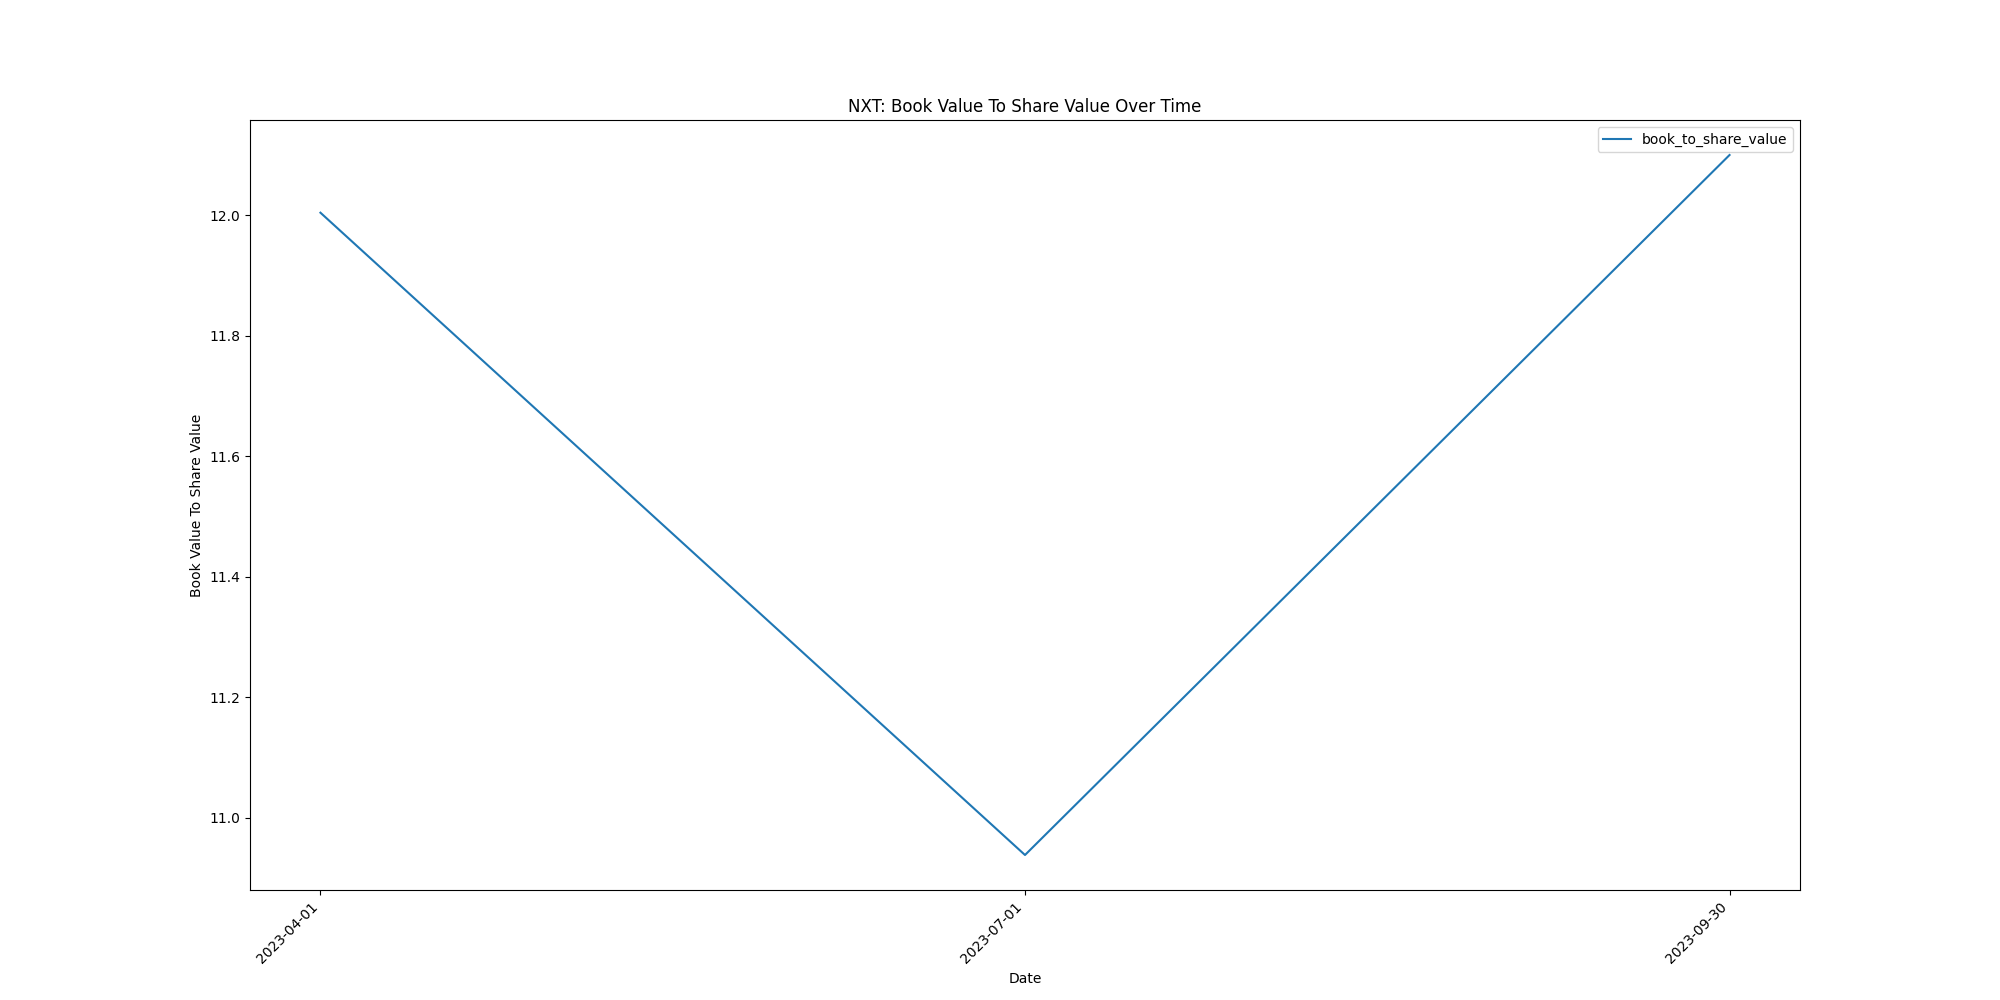 NXT: Book Value To Share Value Over Time
book_to_share_value
Book Value To Share Value
12.0
11.8
11.6
11.4
11.2
11.0
2023-04-01
2023-07-01
2023-09-30
Date